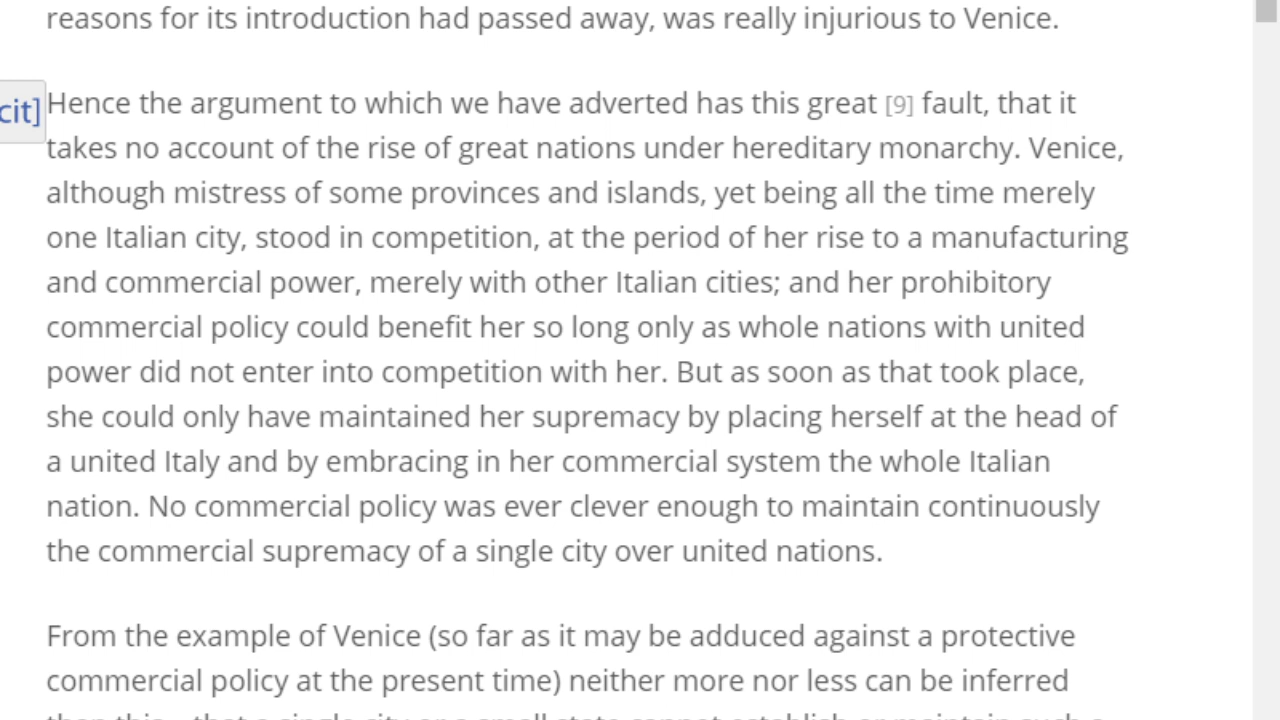 reasons for its introduction had passed away, was really injurious to Venice.
cit]
Hence the argument to which we have adverted has this great [9] fault, that it
takes no account of the rise of great nations under hereditary monarchy. Venice,
although mistress of some provinces and islands, yet being all the time merely
one Italian city, stood in competition, at the period of her rise to a manufacturing
and commercial power, merely with other Italian cities; and her prohibitory
commercial policy could benefit her so long only as whole nations with united
power did not enter into competition with her. But as soon as that took place,
she could only have maintained her supremacy by placing herself at the head of
a united Italy and by embracing in her commercial system the whole Italian
nation. No commercial policy was ever clever enough to maintain continuously
the commercial supremacy of a single city over united nations.
From the example of Venice (so far as it may be adduced against a protective
commercial policy at the present time) neither more nor less can be inferred